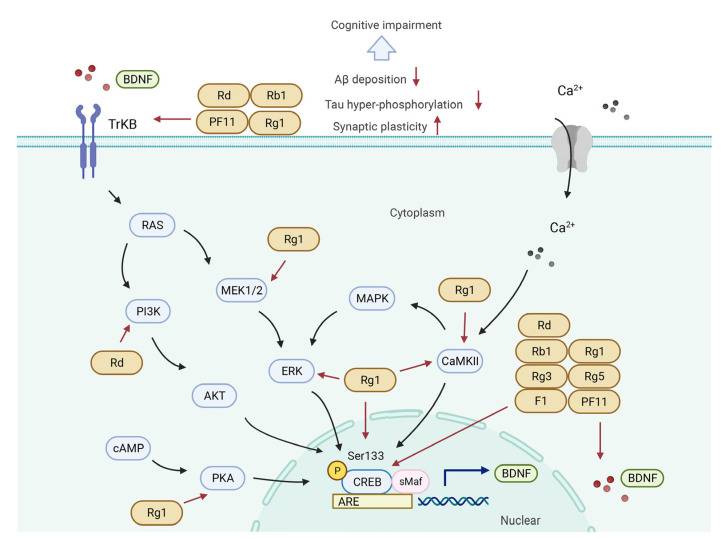 Cognitive impairment
Aβ deposition
Tau hyper-phosphorylation
Synaptic plasticity
BDNF
TrKB
Rd
Rb1
PF11
Rg1
Ca²⁺
Cytoplasm
Ca²⁺
RAS
Rg1
MEK1/2
MAPK
Rg1
PI3K
Rd
ERK
Rg1
CaMKII
Rd
Rb1
Rg1
Rg3
Rg5
F1
PF11
AKT
cAMP
PKA
Rg1
Ser133
P
CREB
sMaf
ARE
BDNF
BDNF
Nuclear